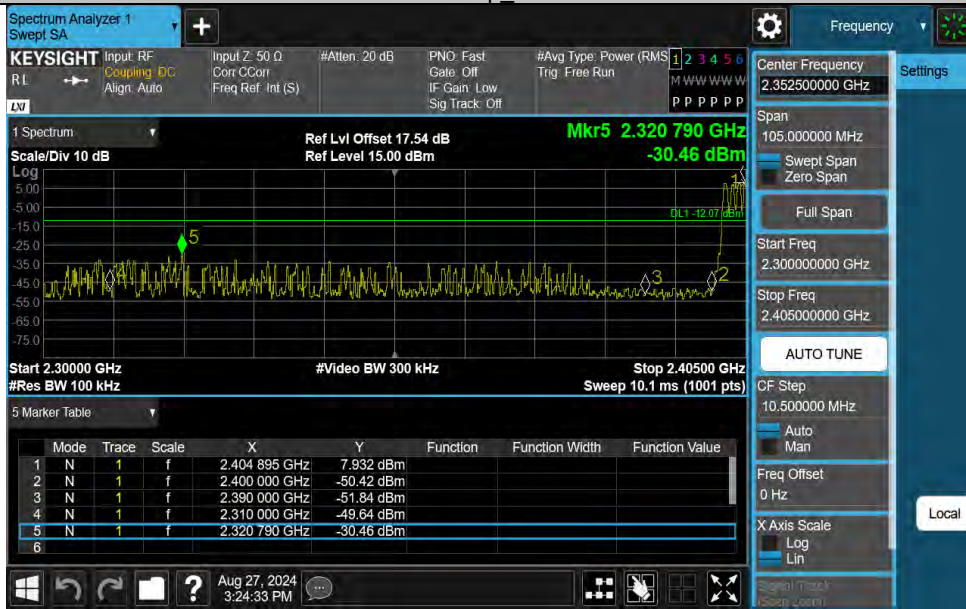 Spectrum Analyzer 1
Swept SA
+
Frequency
KEYSIGHT
Input: RF
Coupling: DC
Align: Auto
Input Z: 50 Ω
Corr CCorr
Freq Ref: Int (S)
#Atten: 20 dB
PNO: Fast
Gate: Off
IF Gain: Low
Sig Track: Off
#Avg Type: Power (RMS
Trig: Free Run
1 2 3 4 5 6
M W W W W W
P P P P P P
LXI
1 Spectrum
Scale/Div 10 dB
Ref Lvl Offset 17.54 dB
Ref Level 15.00 dBm
Mkr5 2.320 790 GHz
-30.46 dBm
Log
5.00
-5.00
-15.0
-25.0
-35.0
-45.0
-55.0
-65.0
-75.0
DL1 -12.07 dBm
1
5
4
3
2
Start 2.30000 GHz
#Video BW 300 kHz
Stop 2.40500 GHz
#Res BW 100 kHz
Sweep 10.1 ms (1001 pts)
5 Marker Table
Mode Trace Scale X Y Function Function Width Function Value
1 N 1 f 2.404 895 GHz 7.932 dBm
2 N 1 f 2.400 000 GHz -50.42 dBm
3 N 1 f 2.390 000 GHz -51.84 dBm
4 N 1 f 2.310 000 GHz -49.64 dBm
5 N 1 f 2.320 790 GHz -30.46 dBm
6
?
Aug 27, 2024
3:24:33 PM
Center Frequency
2.352500000 GHz
Span
105.000000 MHz
Swept Span
Zero Span
Full Span
Start Freq
2.300000000 GHz
Stop Freq
2.405000000 GHz
AUTO TUNE
CF Step
10.500000 MHz
Auto
Man
Freq Offset
0 Hz
X Axis Scale
Log
Lin
Signal Track
(Span Zoom)
Settings
Local